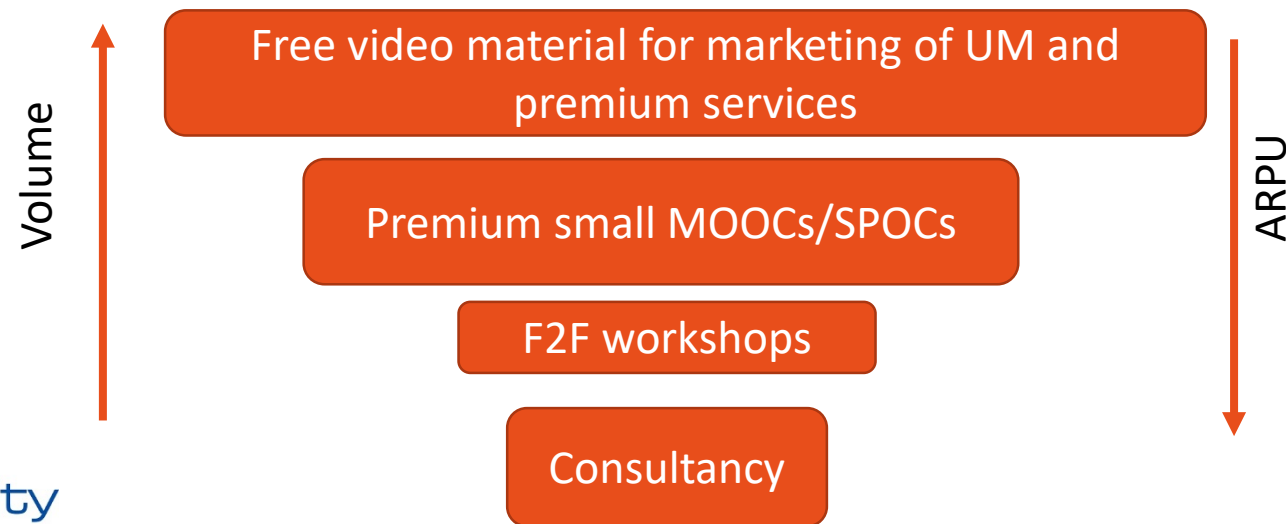 Free video material for marketing of UM and
premium services
Volume
ARPU
Premium small MOOCs/SPOCs
F2F workshops
Consultancy
ty